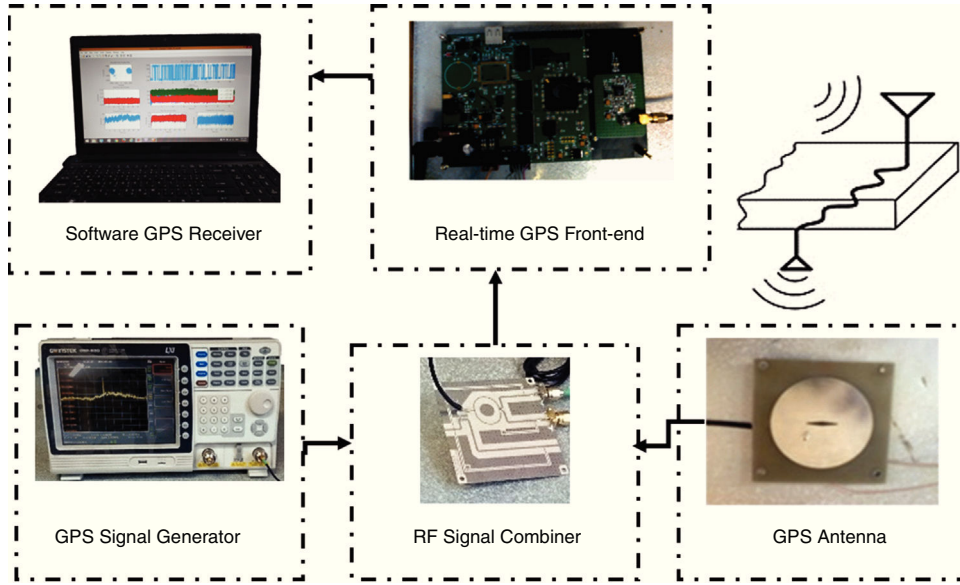 Software GPS Receiver
Real-time GPS Front-end
GPS Signal Generator
RF Signal Combiner
GPS Antenna